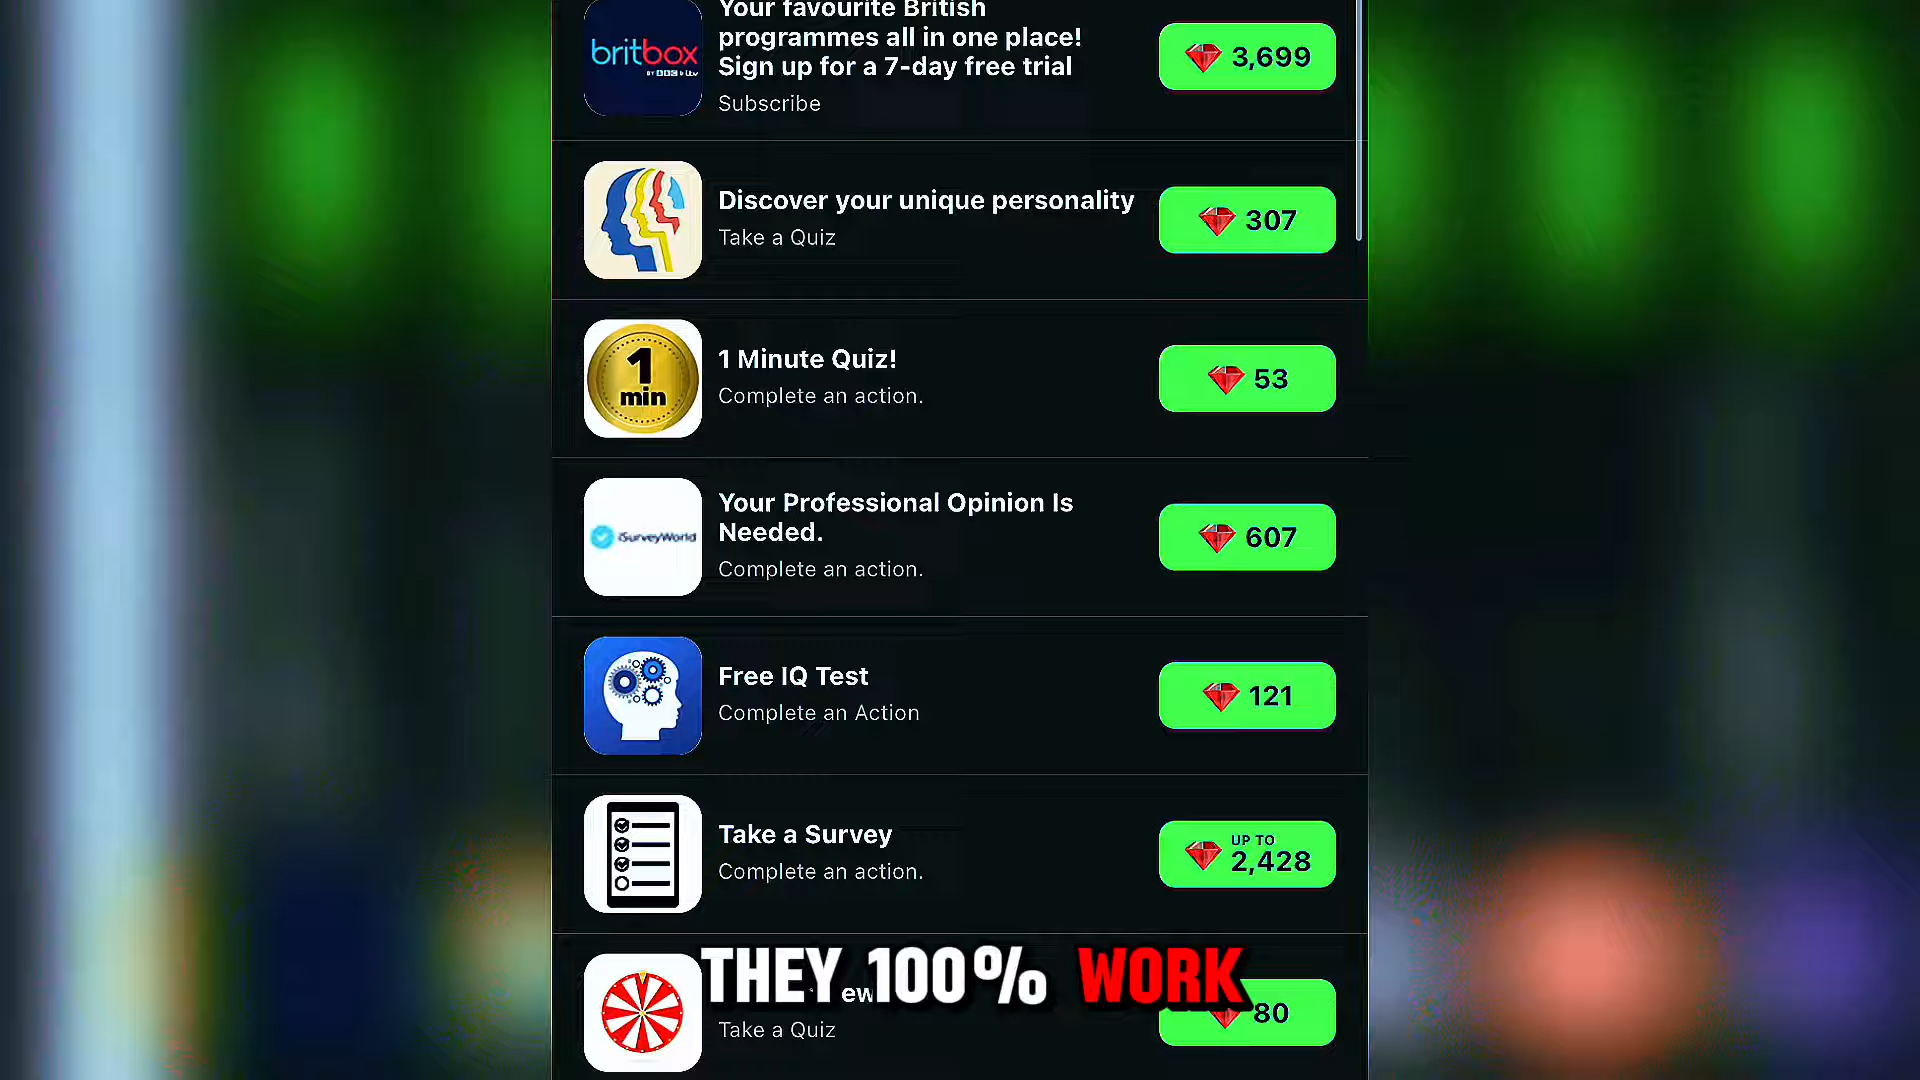 Your favourite British
programmes all in one place!
Sign up for a 7-day free trial
Subscribe
britbox
BY BBC & itv
3,699
Discover your unique personality
Take a Quiz
307
1 min
1 Minute Quiz!
Complete an action.
53
iSurveyWorld
Your Professional Opinion Is
Needed.
Complete an action.
607
Free IQ Test
Complete an Action
121
Take a Survey
Complete an action.
UP TO
2,428
THEY 100% WORK
Take a Quiz
80